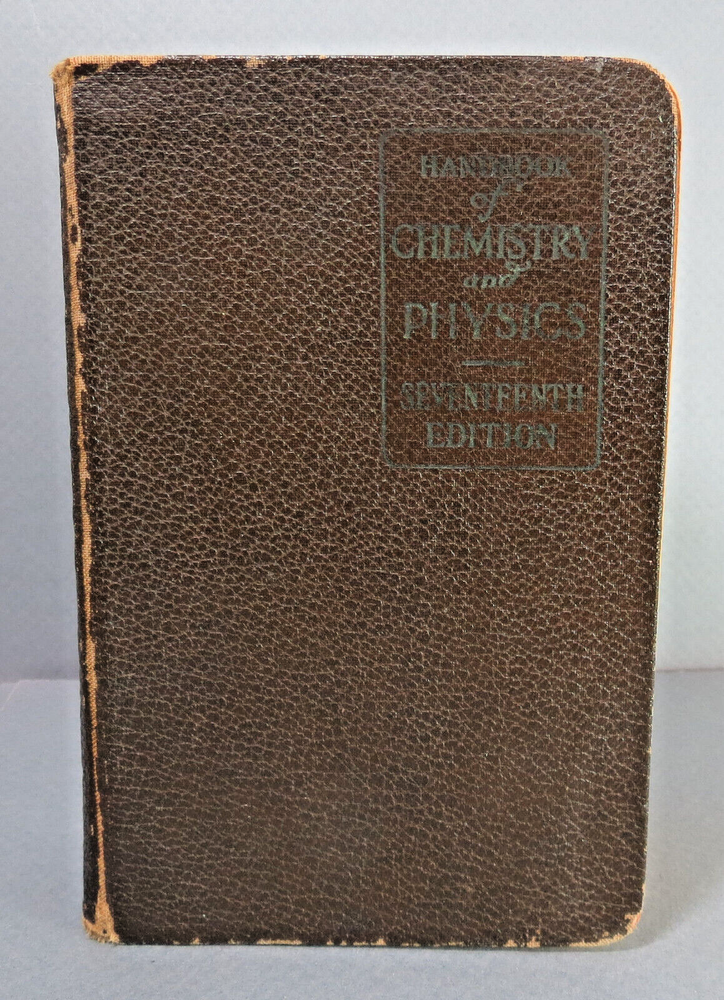 HANDBOOK
of
CHEMISTRY
and
PHYSICS
SEVENTEENTH
EDITION